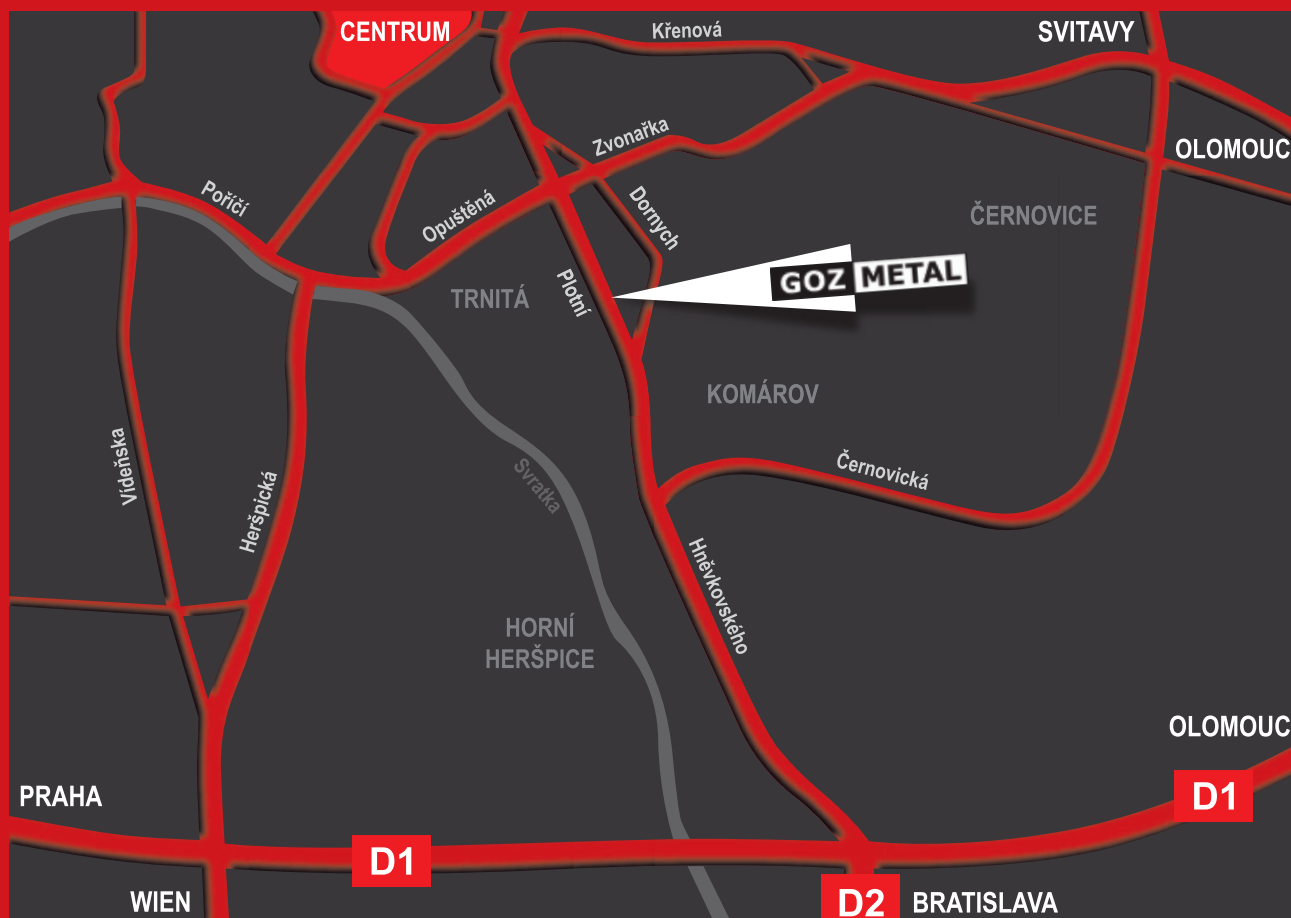 CENTRUM
Křenová
SVITAVY
Zvonařka
OLOMOUC
Poříčí
Opuštěná
Dornych
ČERNOVICE
Plotní
GOZ METAL
TRNITÁ
KOMÁROV
Vídeňska
Heršpická
Svratka
Černovická
Hněvkovského
HORNÍ
HERŠPICE
OLOMOUC
PRAHA
D1
D1
WIEN
D2
BRATISLAVA